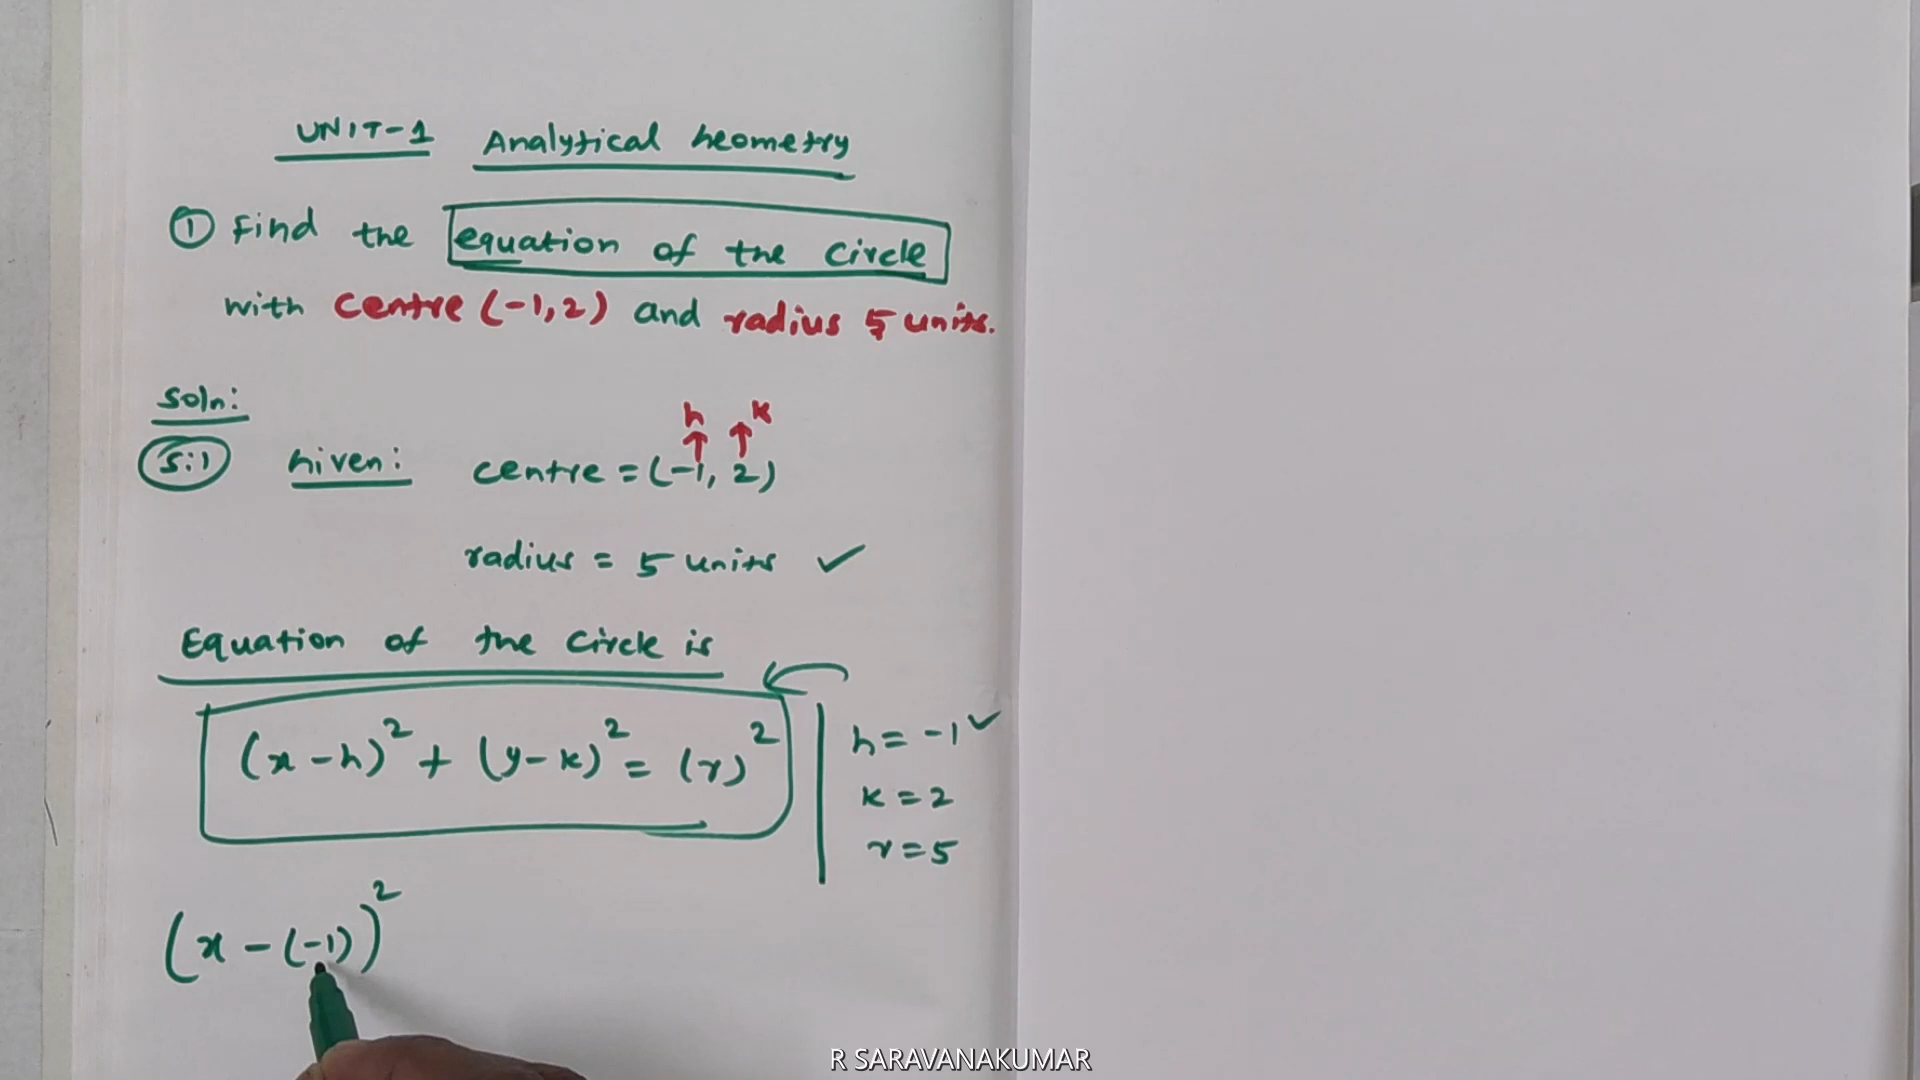 UNIT-1 Analytical Geometry
① Find the equation of the Circle
with centre (-1,2) and radius 5 units.
Soln:
h k
S:1 Given: centre = (-1, 2)
radius = 5 units ✓
Equation of the Circle is
(x-h)² + (y-k)² = (r)²
h = -1 ✓
k = 2
r = 5
(x - (-1))²
R SARAVANAKUMAR